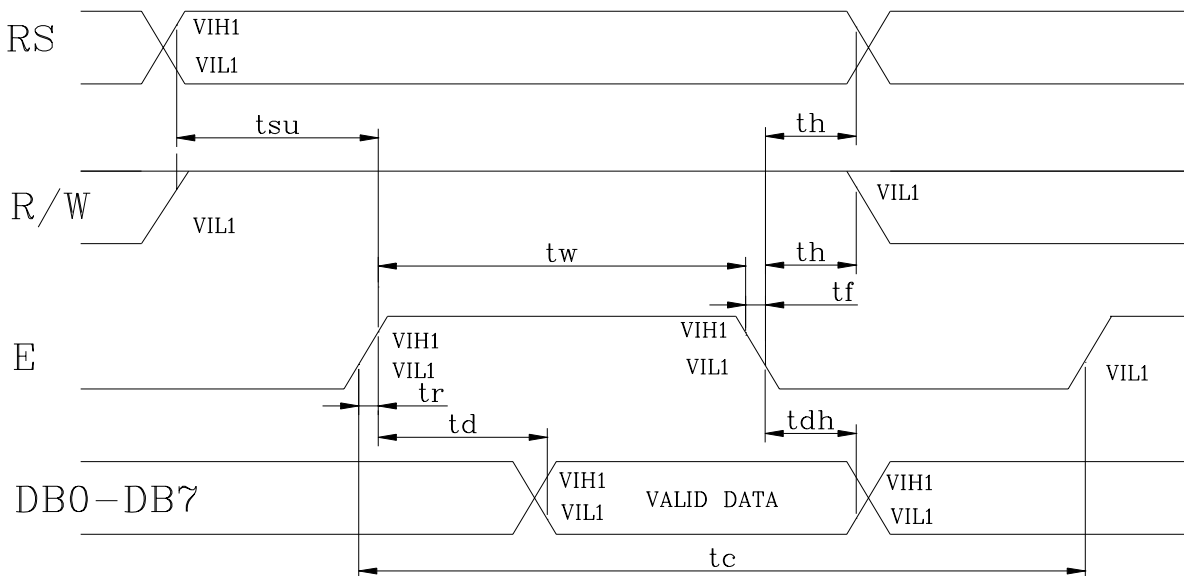 RS
VIH1
VIL1
tsu
th
R/W
VIL1
VIL1
tw
th
tf
E
VIH1
VIL1
VIH1
VIL1
VIL1
tr
td
tdh
DB0-DB7
VIH1
VIL1
VALID DATA
VIH1
VIL1
tc